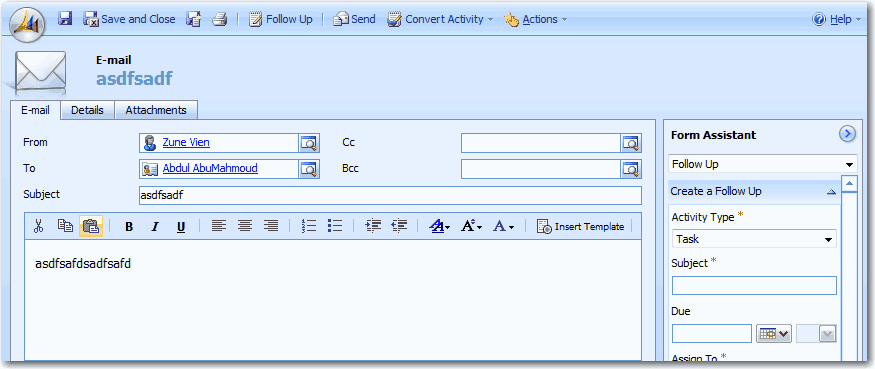 Save and Close Follow Up Send Convert Activity Actions Help
E-mail
asdfsadf
E-mail Details Attachments
From Zune Vien Cc
To Abdul AbuMahmoud Bcc
Subject asdfsadf
B I U A A A Insert Template
asdfsafdsadfsafd
Form Assistant
Follow Up
Create a Follow Up
Activity Type *
Task
Subject *
Due
Assign To *